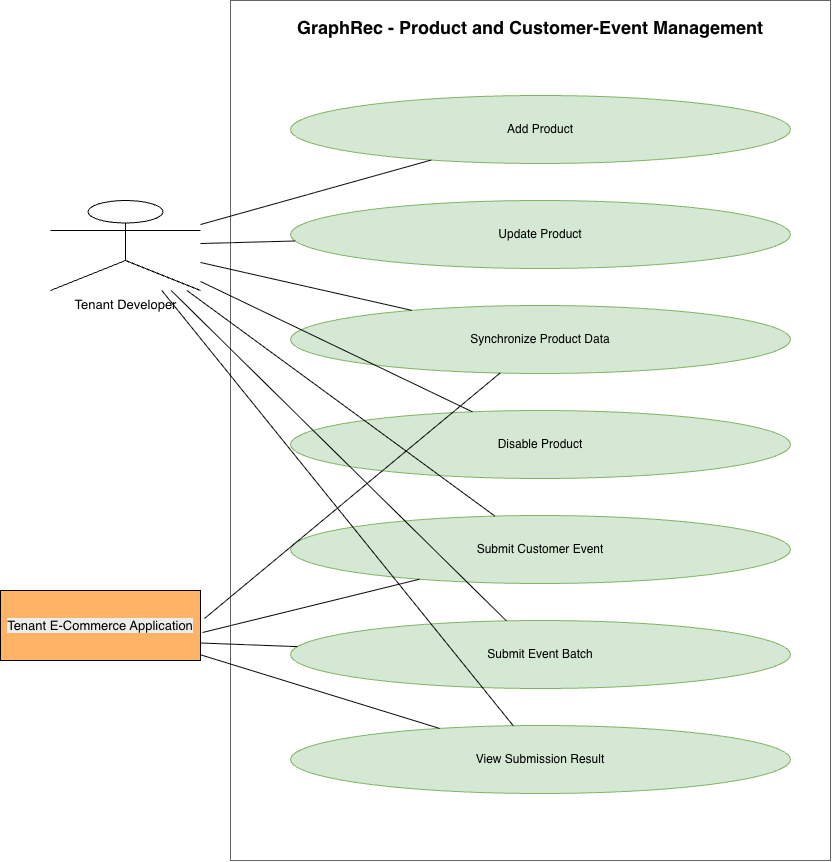 GraphRec - Product and Customer-Event Management
Add Product
Update Product
Tenant Developer
Synchronize Product Data
Disable Product
Submit Customer Event
Tenant E-Commerce Application
Submit Event Batch
View Submission Result